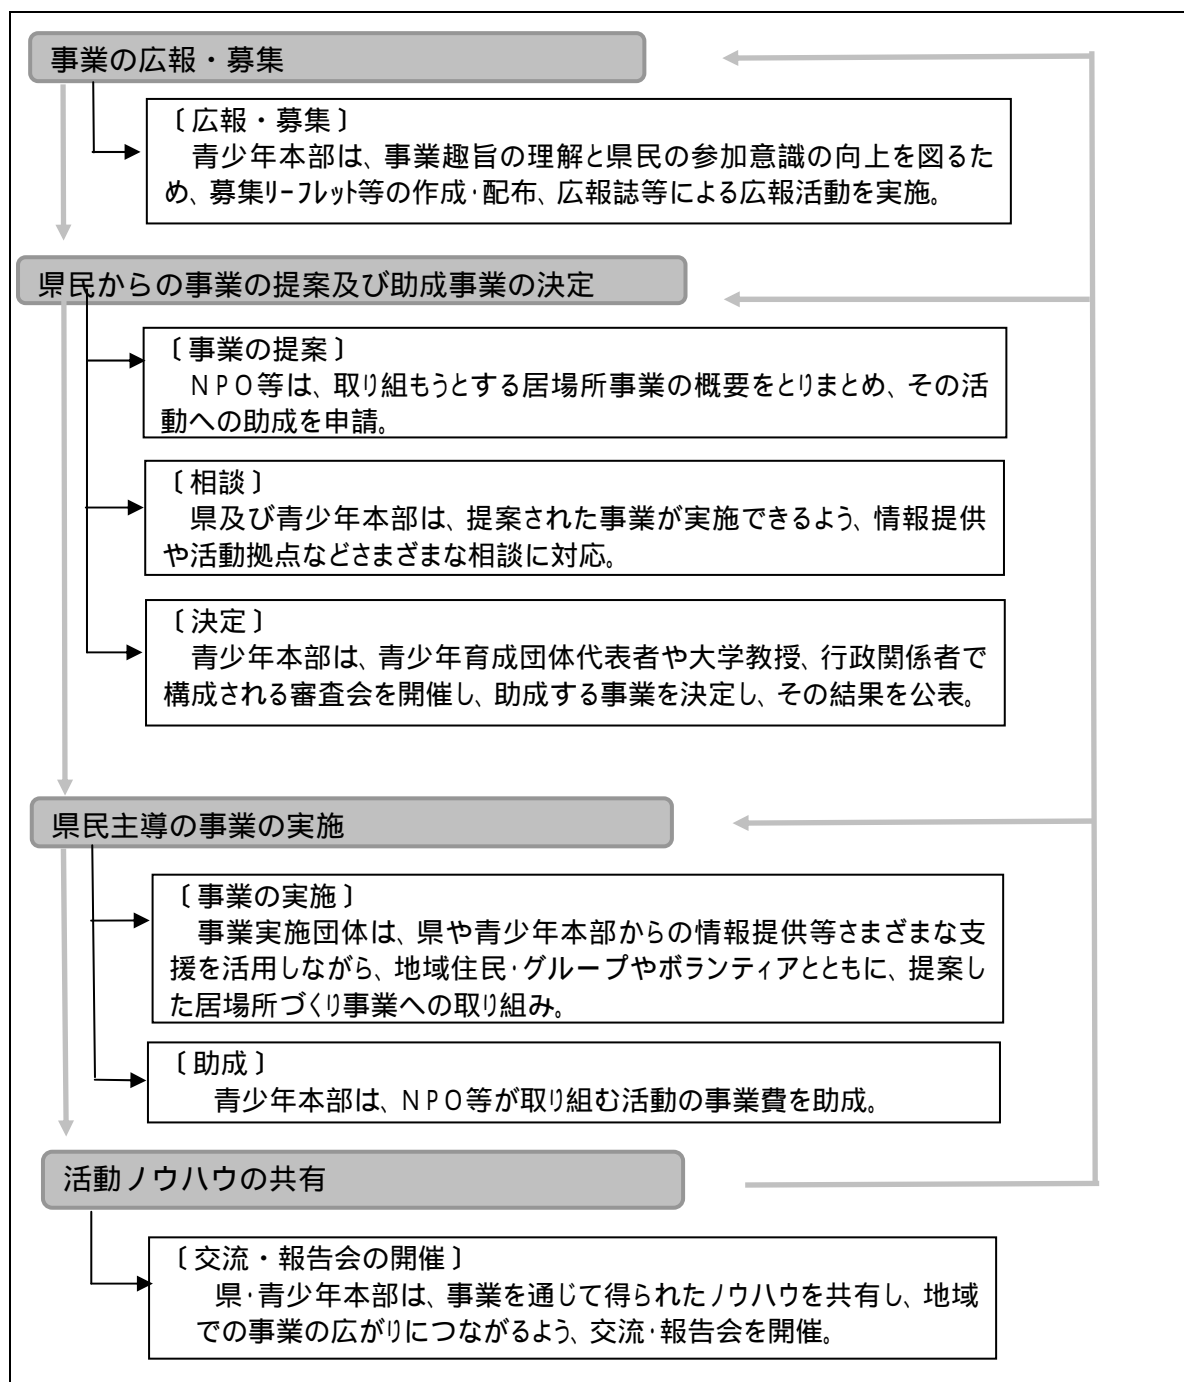 事業の広報・募集
〔広報・募集〕
青少年本部は、事業趣旨の理解と県民の参加意識の向上を図るた
め、募集リーフレット等の作成・配布、広報誌等による広報活動を実施。
県民からの事業の提案及び助成事業の決定
〔事業の提案〕
ＮＰＯ等は、取り組もうとする居場所事業の概要をとりまとめ、その活
動への助成を申請。
〔相談〕
県及び青少年本部は、提案された事業が実施できるよう、情報提供
や活動拠点などさまざまな相談に対応。
〔決定〕
青少年本部は、青少年育成団体代表者や大学教授、行政関係者で
構成される審査会を開催し、助成する事業を決定し、その結果を公表。
県民主導の事業の実施
〔事業の実施〕
事業実施団体は、県や青少年本部からの情報提供等さまざまな支
援を活用しながら、地域住民・グループやボランティアとともに、提案し
た居場所づくり事業への取り組み。
〔助成〕
青少年本部は、ＮＰＯ等が取り組む活動の事業費を助成。
活動ノウハウの共有
〔交流・報告会の開催〕
県・青少年本部は、事業を通じて得られたノウハウを共有し、地域
での事業の広がりにつながるよう、交流・報告会を開催。